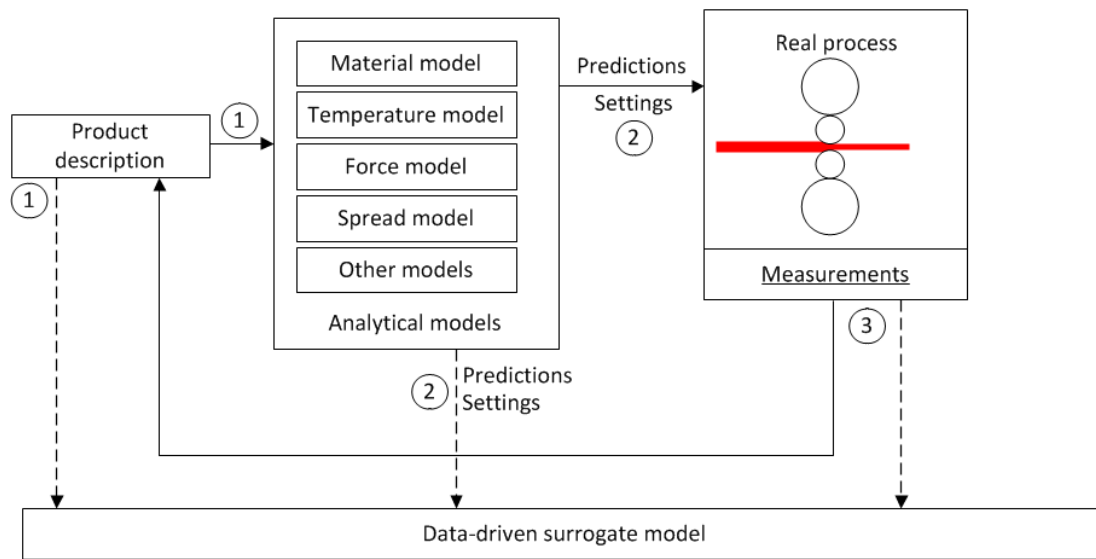 Product
description
1
1
Material model
Temperature model
Force model
Spread model
Other models
Analytical models
Predictions
Settings
2
Real process
Measurements
3
2
Predictions
Settings
Data-driven surrogate model